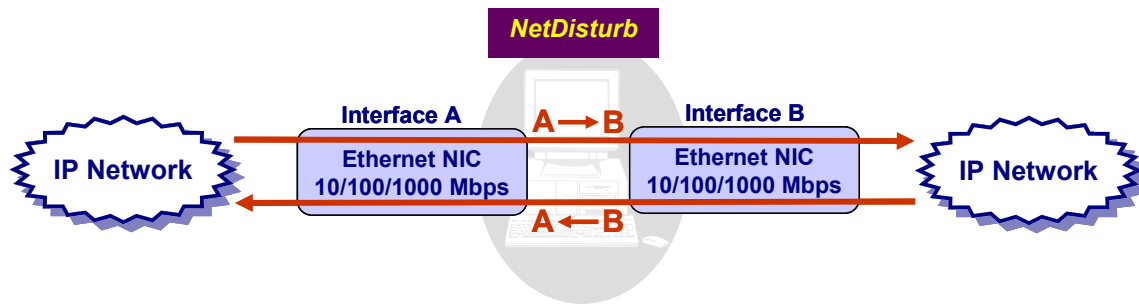 NetDisturb
Interface A
A → B
Interface B
IP Network
Ethernet NIC
10/100/1000 Mbps
Ethernet NIC
10/100/1000 Mbps
IP Network
A ← B